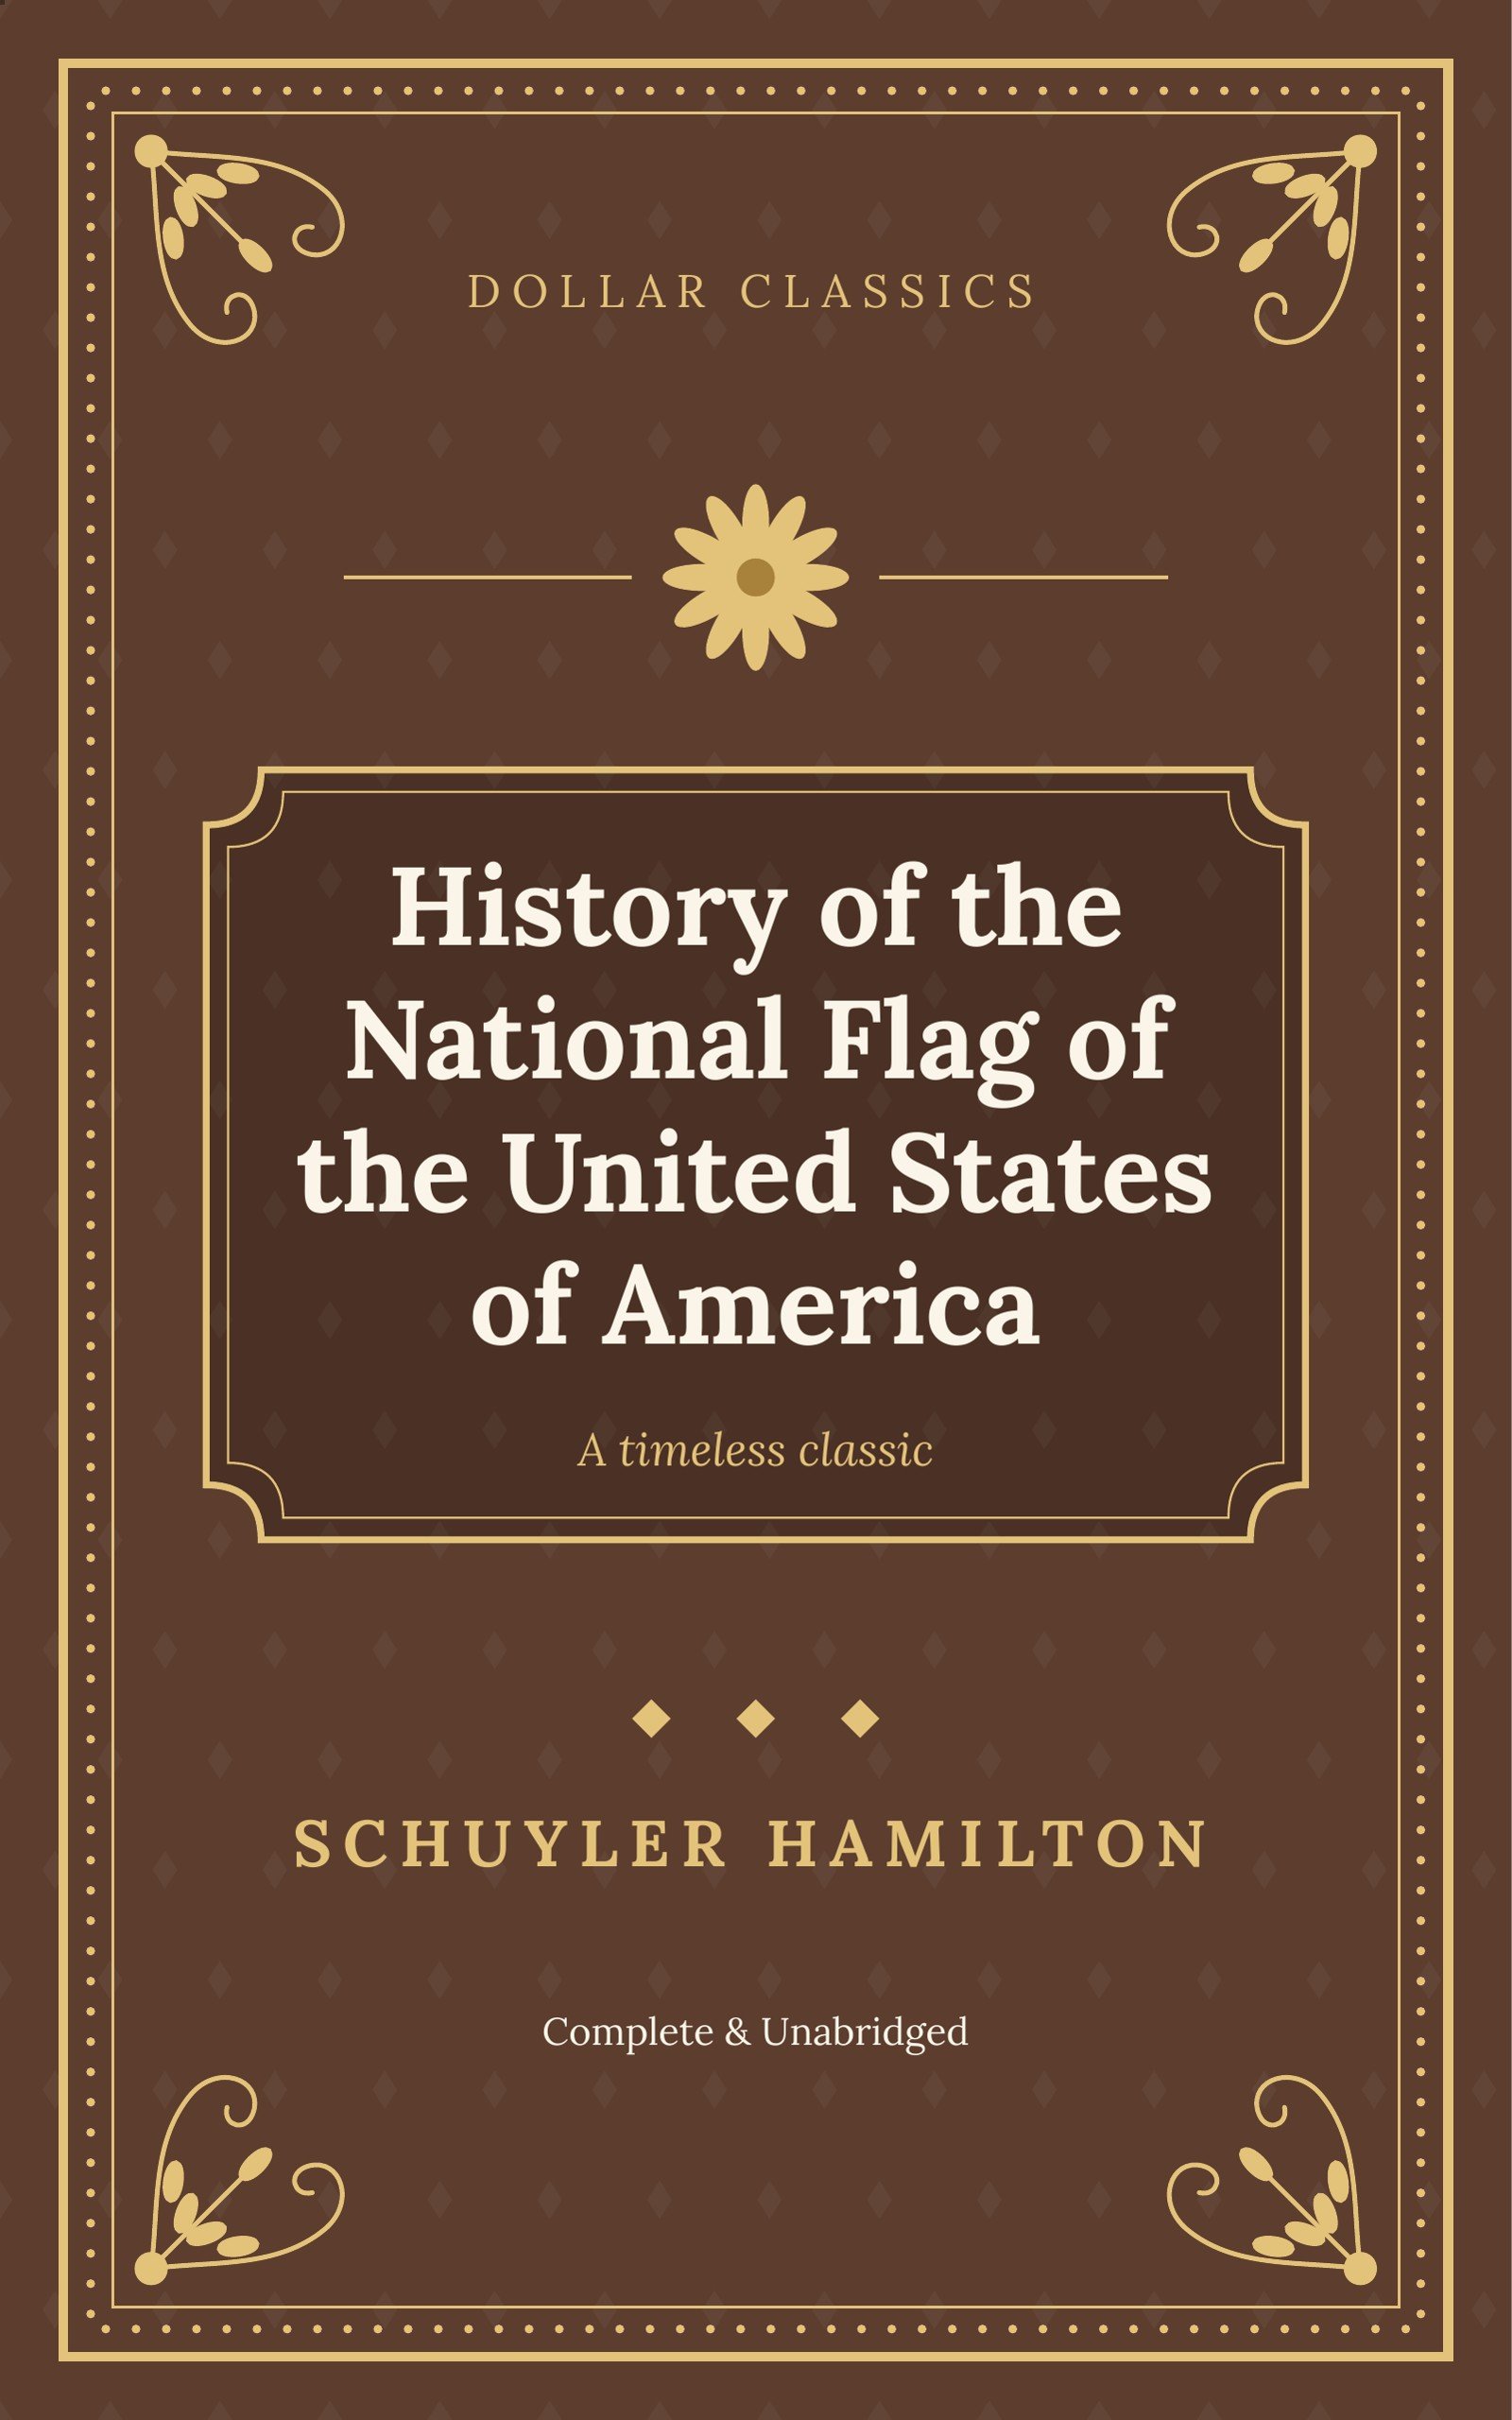 DOLLAR CLASSICS
History of the
National Flag of
the United States
of America
A timeless classic
SCHUYLER HAMILTON
Complete & Unabridged